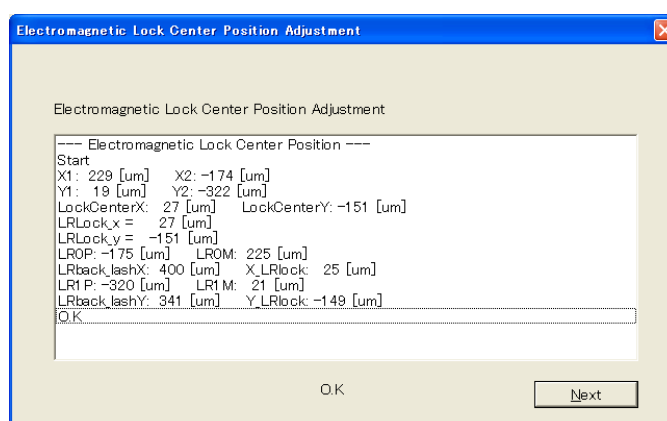 Electromagnetic Lock Center Position Adjustment
Electromagnetic Lock Center Position Adjustment
--- Electromagnetic Lock Center Position ---
Start
X1: 229 [um] X2: -174 [um]
Y1: 19 [um] Y2: -322 [um]
LockCenterX: 27 [um] LockCenterY: -151 [um]
LRLock_x = 27 [um]
LRLock_y = -151 [um]
LR0P: -175 [um] LR0M: 225 [um]
LRback_lashX: 400 [um] X_LRlock: 25 [um]
LR1P: -320 [um] LR1M: 21 [um]
LRback_lashY: 341 [um] Y_LRlock: -149 [um]
O.K
O.K
Next